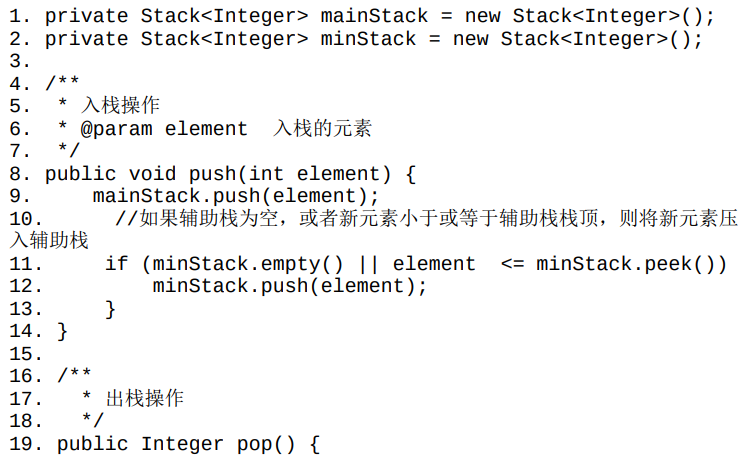 1. private Stack<Integer> mainStack = new Stack<Integer>();
2. private Stack<Integer> minStack = new Stack<Integer>();
3.
4. /**
5.  * 入栈操作
6.  * @param element  入栈的元素
7.  */
8. public void push(int element) {
9.     mainStack.push(element);
10.      //如果辅助栈为空，或者新元素小于或等于辅助栈栈顶，则将新元素压
入辅助栈
11.     if (minStack.empty() || element  <= minStack.peek())
12.         minStack.push(element);
13.     }
14. }
15.
16. /**
17.   * 出栈操作
18.   */
19. public Integer pop() {